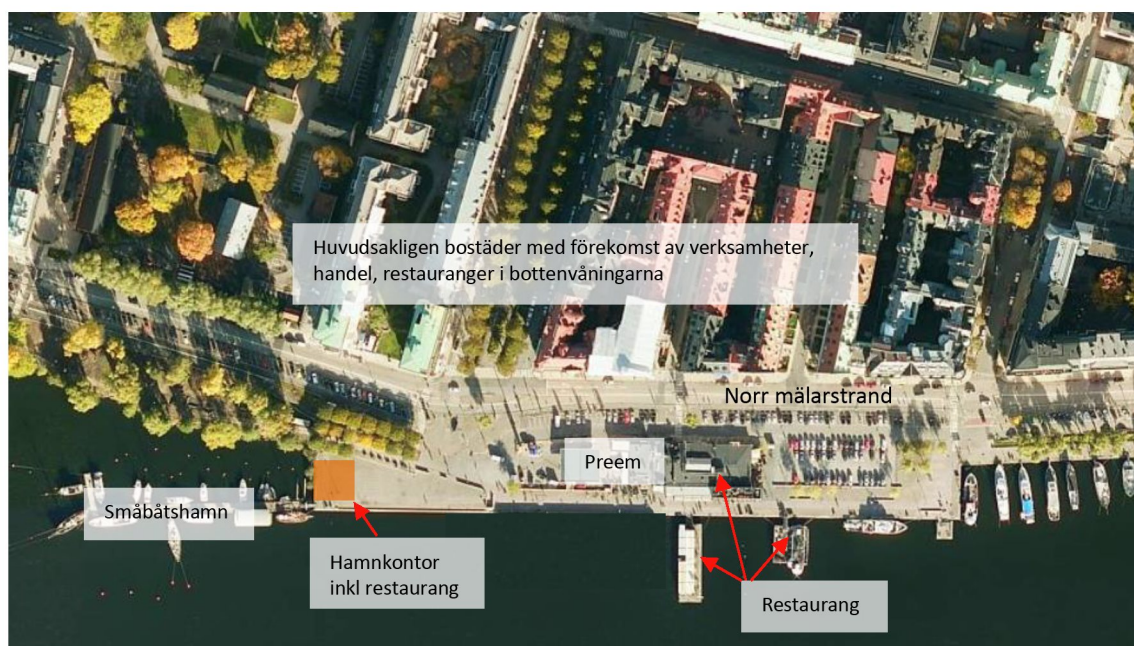 Huvudsakligen bostäder med förekomst av verksamheter,
handel, restauranger i bottenvåningarna
Norr mälarstrand
Preem
Småbåtshamn
Hamnkontor
inkl restaurang
Restaurang